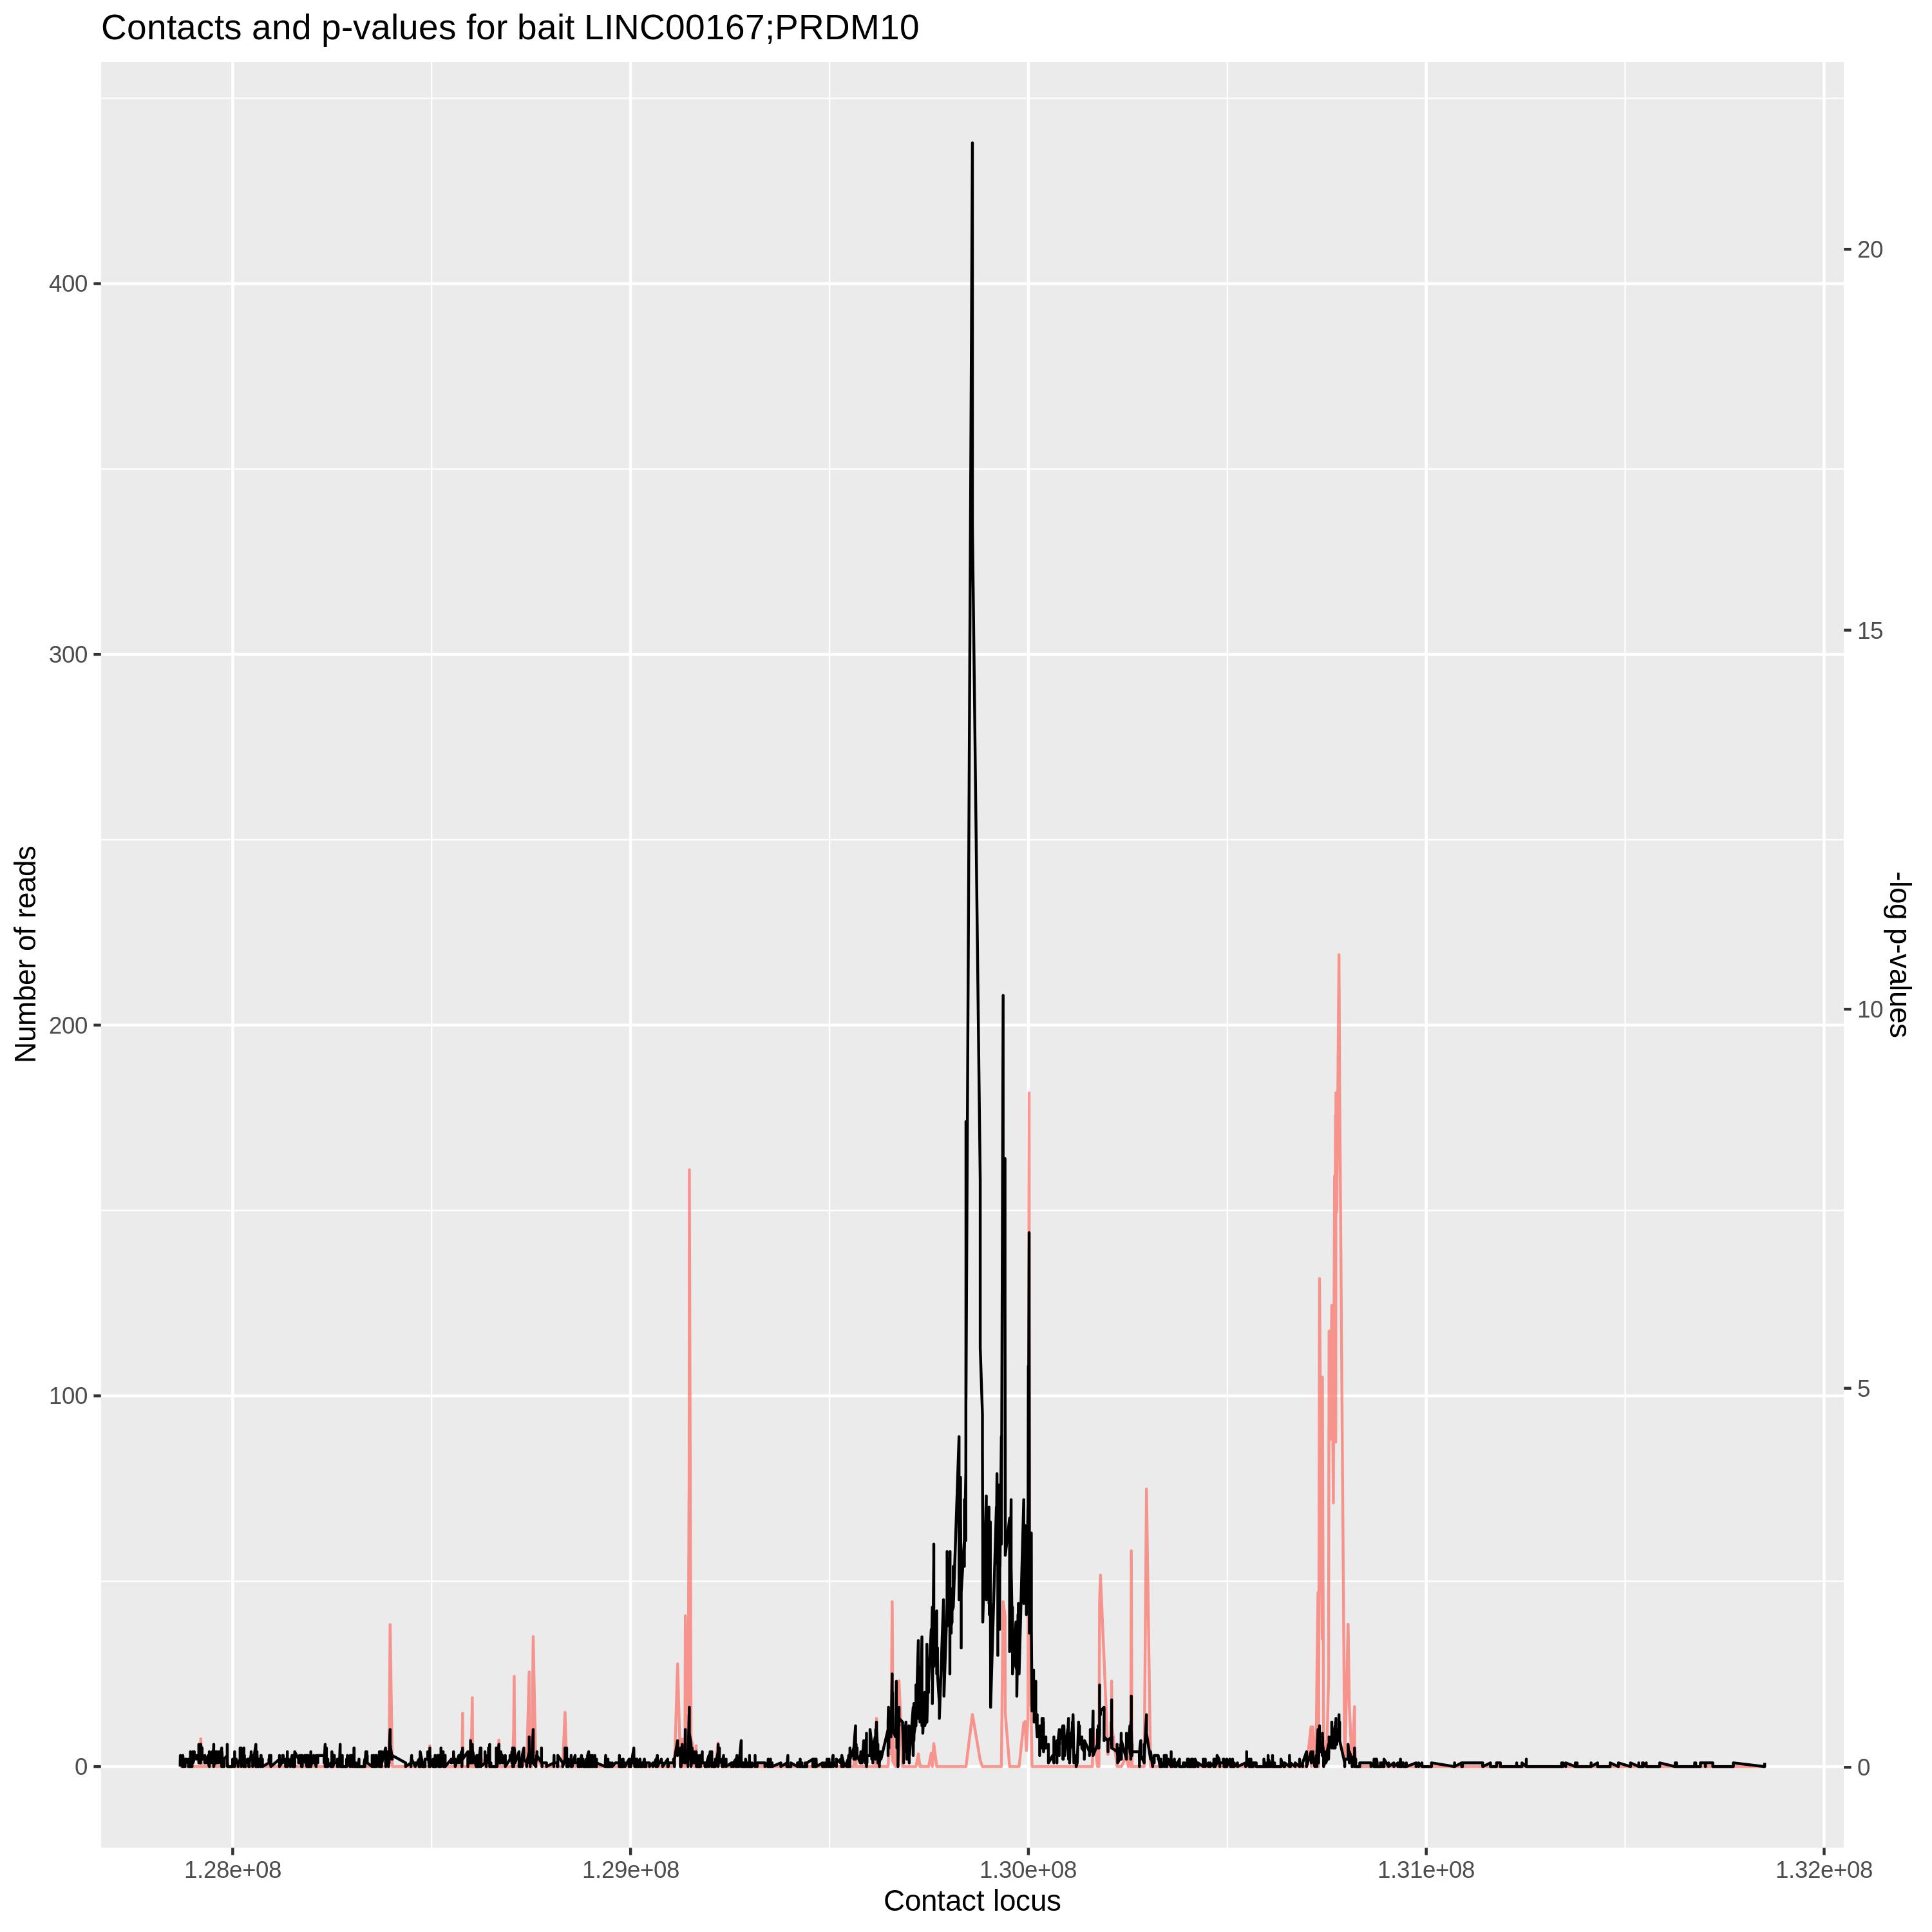 Contacts and p-values for bait LINC00167;PRDM10
Number of reads
400
300
200
100
0
20
15
10
5
0
-log p-values
1.28e+08
1.29e+08
1.30e+08
1.31e+08
1.32e+08
Contact locus